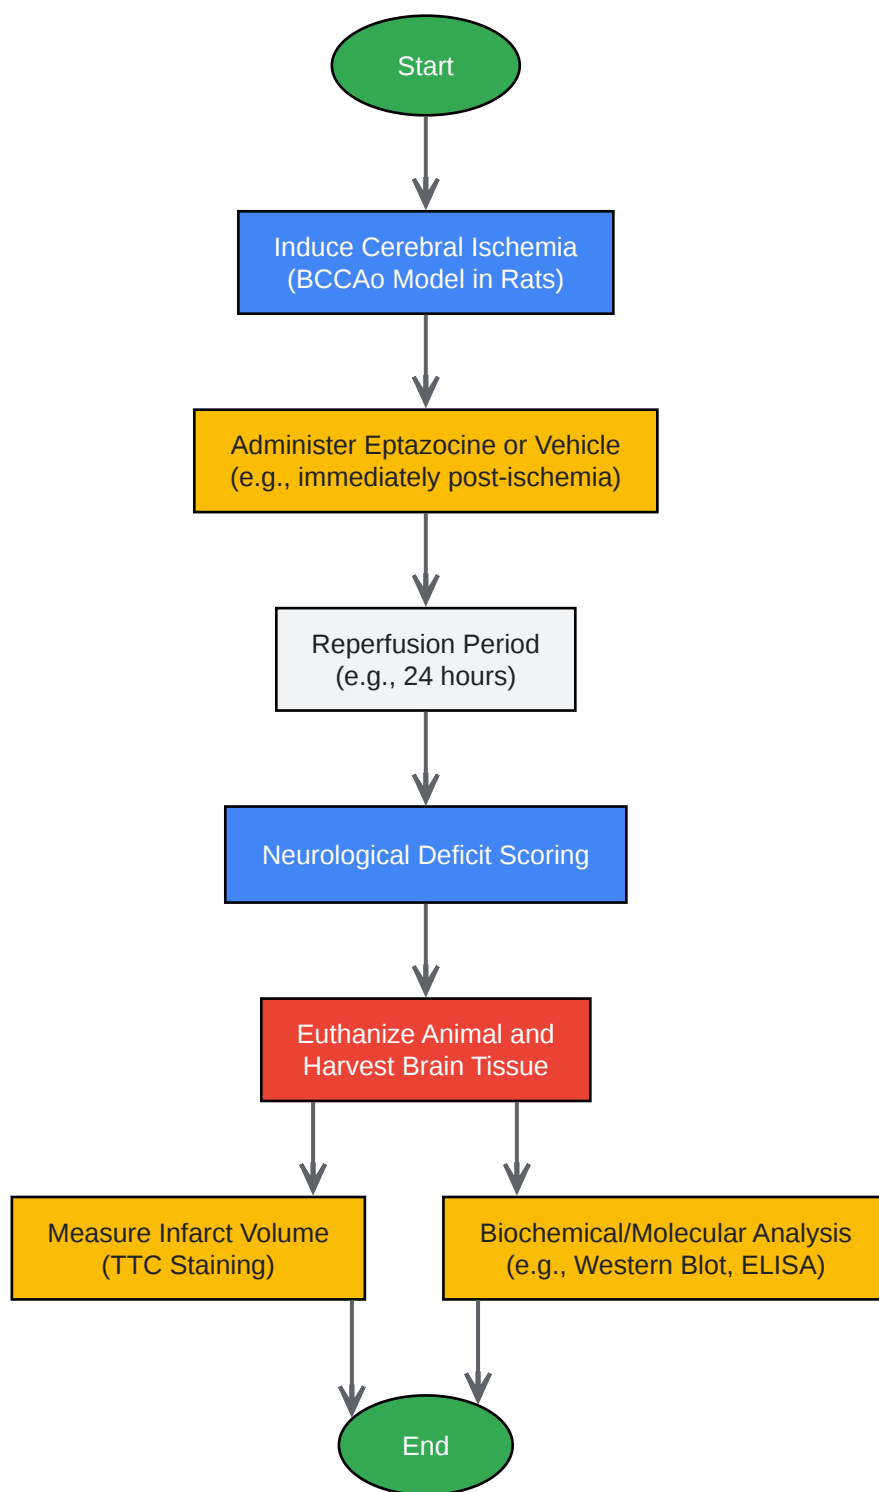 Start
Induce Cerebral Ischemia
(BCCAo Model in Rats)
Administer Eptazocine or Vehicle
(e.g., immediately post-ischemia)
Reperfusion Period
(e.g., 24 hours)
Neurological Deficit Scoring
Euthanize Animal and
Harvest Brain Tissue
Measure Infarct Volume
(TTC Staining)
Biochemical/Molecular Analysis
(e.g., Western Blot, ELISA)
End